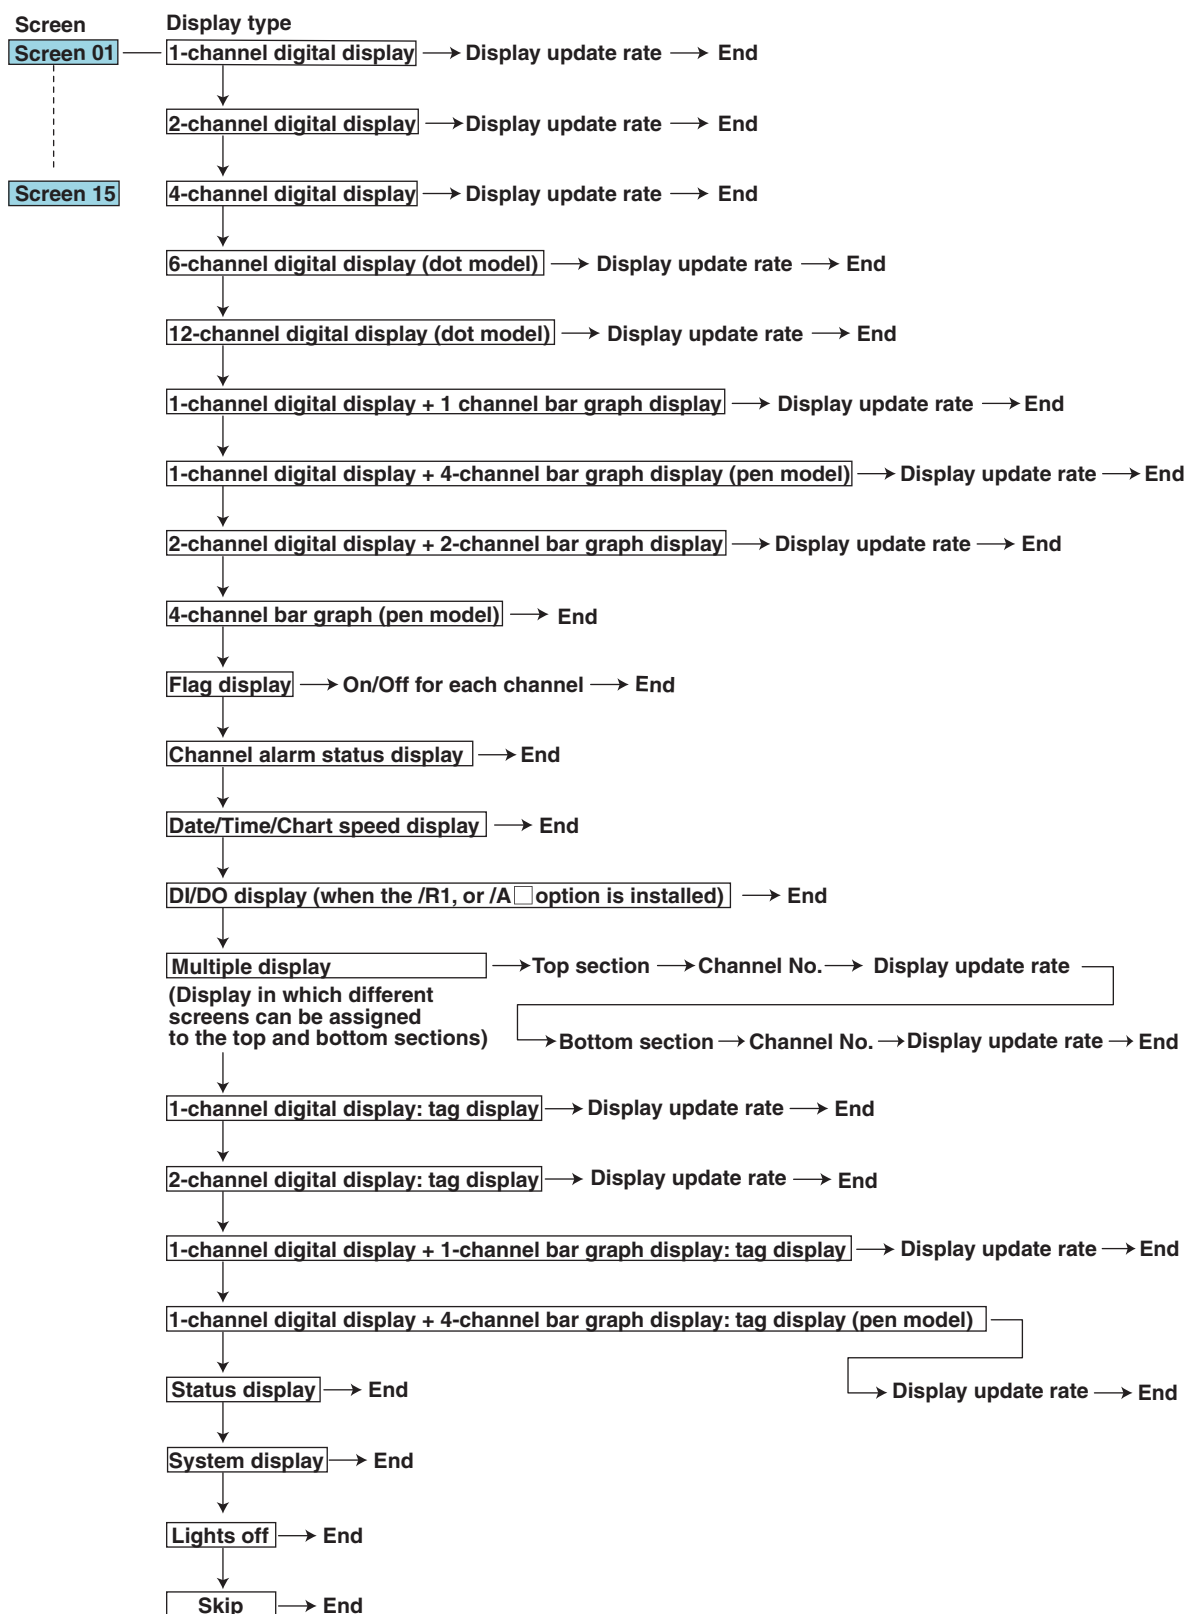 Screen
Display type
Screen 01
1-channel digital display
Display update rate
End
2-channel digital display
Display update rate
End
Screen 15
4-channel digital display
Display update rate
End
6-channel digital display (dot model)
Display update rate
End
12-channel digital display (dot model)
Display update rate
End
1-channel digital display + 1 channel bar graph display
Display update rate
End
1-channel digital display + 4-channel bar graph display (pen model)
Display update rate
End
2-channel digital display + 2-channel bar graph display
Display update rate
End
4-channel bar graph (pen model)
End
Flag display
On/Off for each channel
End
Channel alarm status display
End
Date/Time/Chart speed display
End
DI/DO display (when the /R1, or /A□ option is installed)
End
Multiple display
Top section
Channel No.
Display update rate
(Display in which different
screens can be assigned
to the top and bottom sections)
Bottom section
Channel No.
Display update rate
End
1-channel digital display: tag display
Display update rate
End
2-channel digital display: tag display
Display update rate
End
1-channel digital display + 1-channel bar graph display: tag display
Display update rate
End
1-channel digital display + 4-channel bar graph display: tag display (pen model)
Display update rate
End
Status display
End
System display
End
Lights off
End
Skip
End